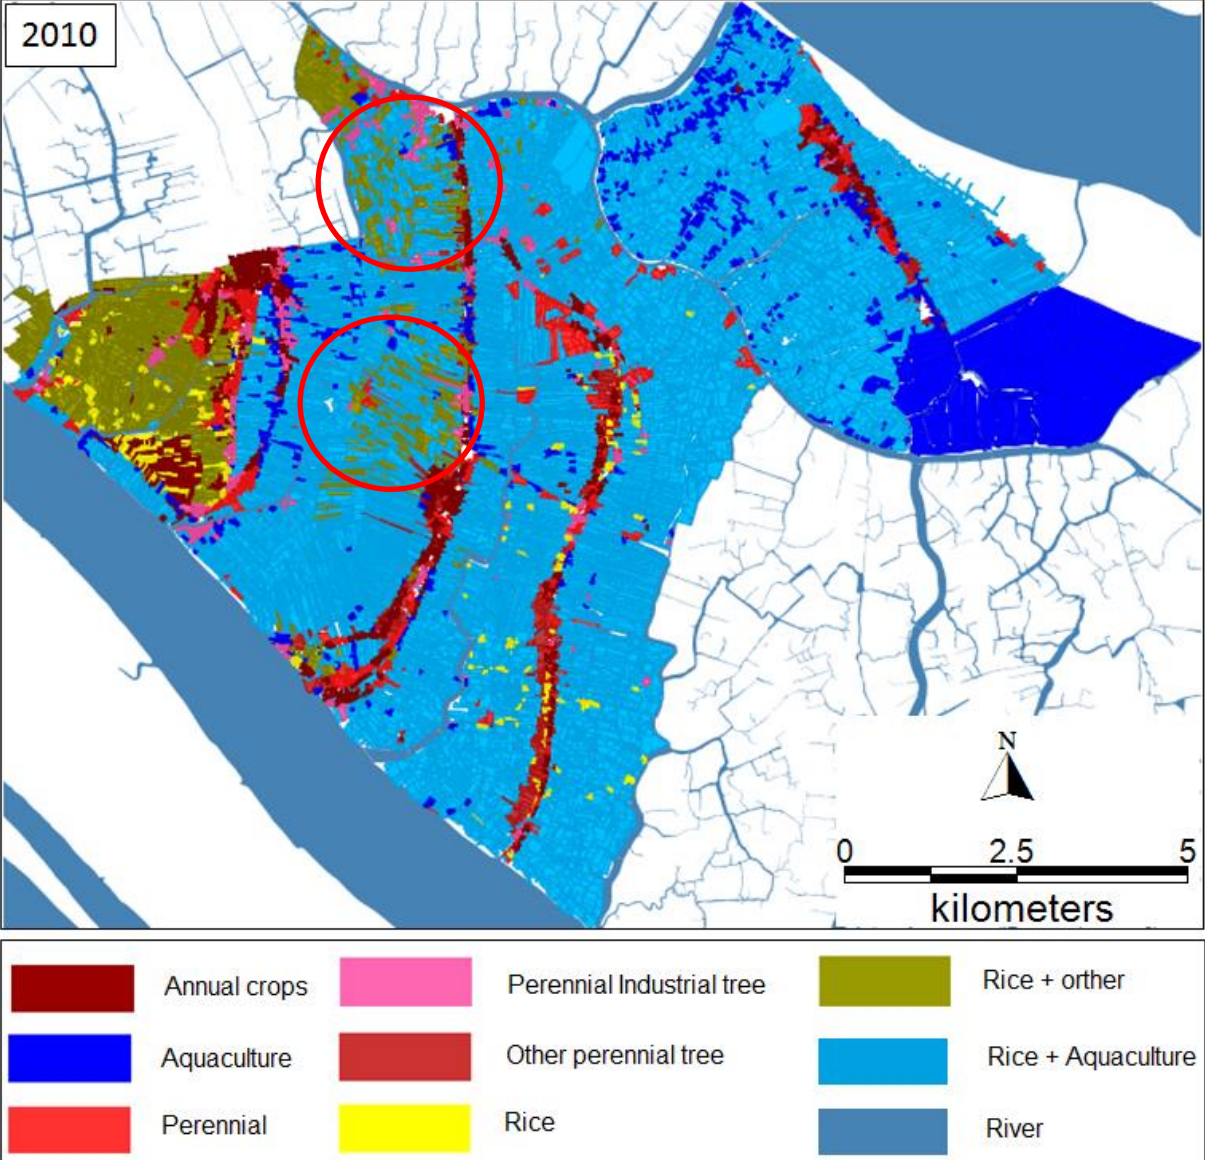 2010
N
0 2.5 5
kilometers
Annual crops
Perennial Industrial tree
Rice + orther
Aquaculture
Other perennial tree
Rice + Aquaculture
Perennial
Rice
River